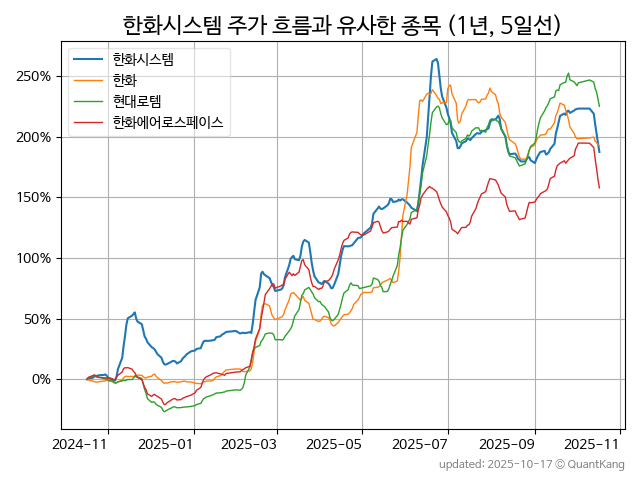 한화시스템 주가 흐름과 유사한 종목 (1년, 5일선)
한화시스템
한화
현대로템
한화에어로스페이스
250%
200%
150%
100%
50%
0%
2024-11 2025-01 2025-03 2025-05 2025-07 2025-09 2025-11
updated: 2025-10-17 © QuantKang